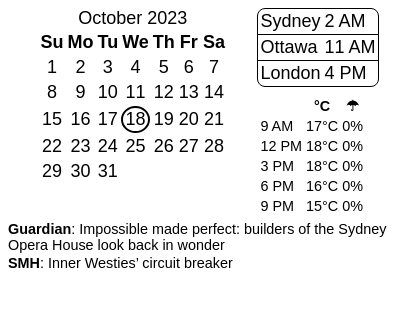 October 2023
Su Mo Tu We Th Fr Sa
1 2 3 4 5 6 7
8 9 10 11 12 13 14
15 16 17 18 19 20 21
22 23 24 25 26 27 28
29 30 31
Sydney 2 AM
Ottawa 11 AM
London 4 PM
°C ☂
9 AM 17°C 0%
12 PM 18°C 0%
3 PM 18°C 0%
6 PM 16°C 0%
9 PM 15°C 0%
Guardian: Impossible made perfect: builders of the Sydney
Opera House look back in wonder
SMH: Inner Westies’ circuit breaker